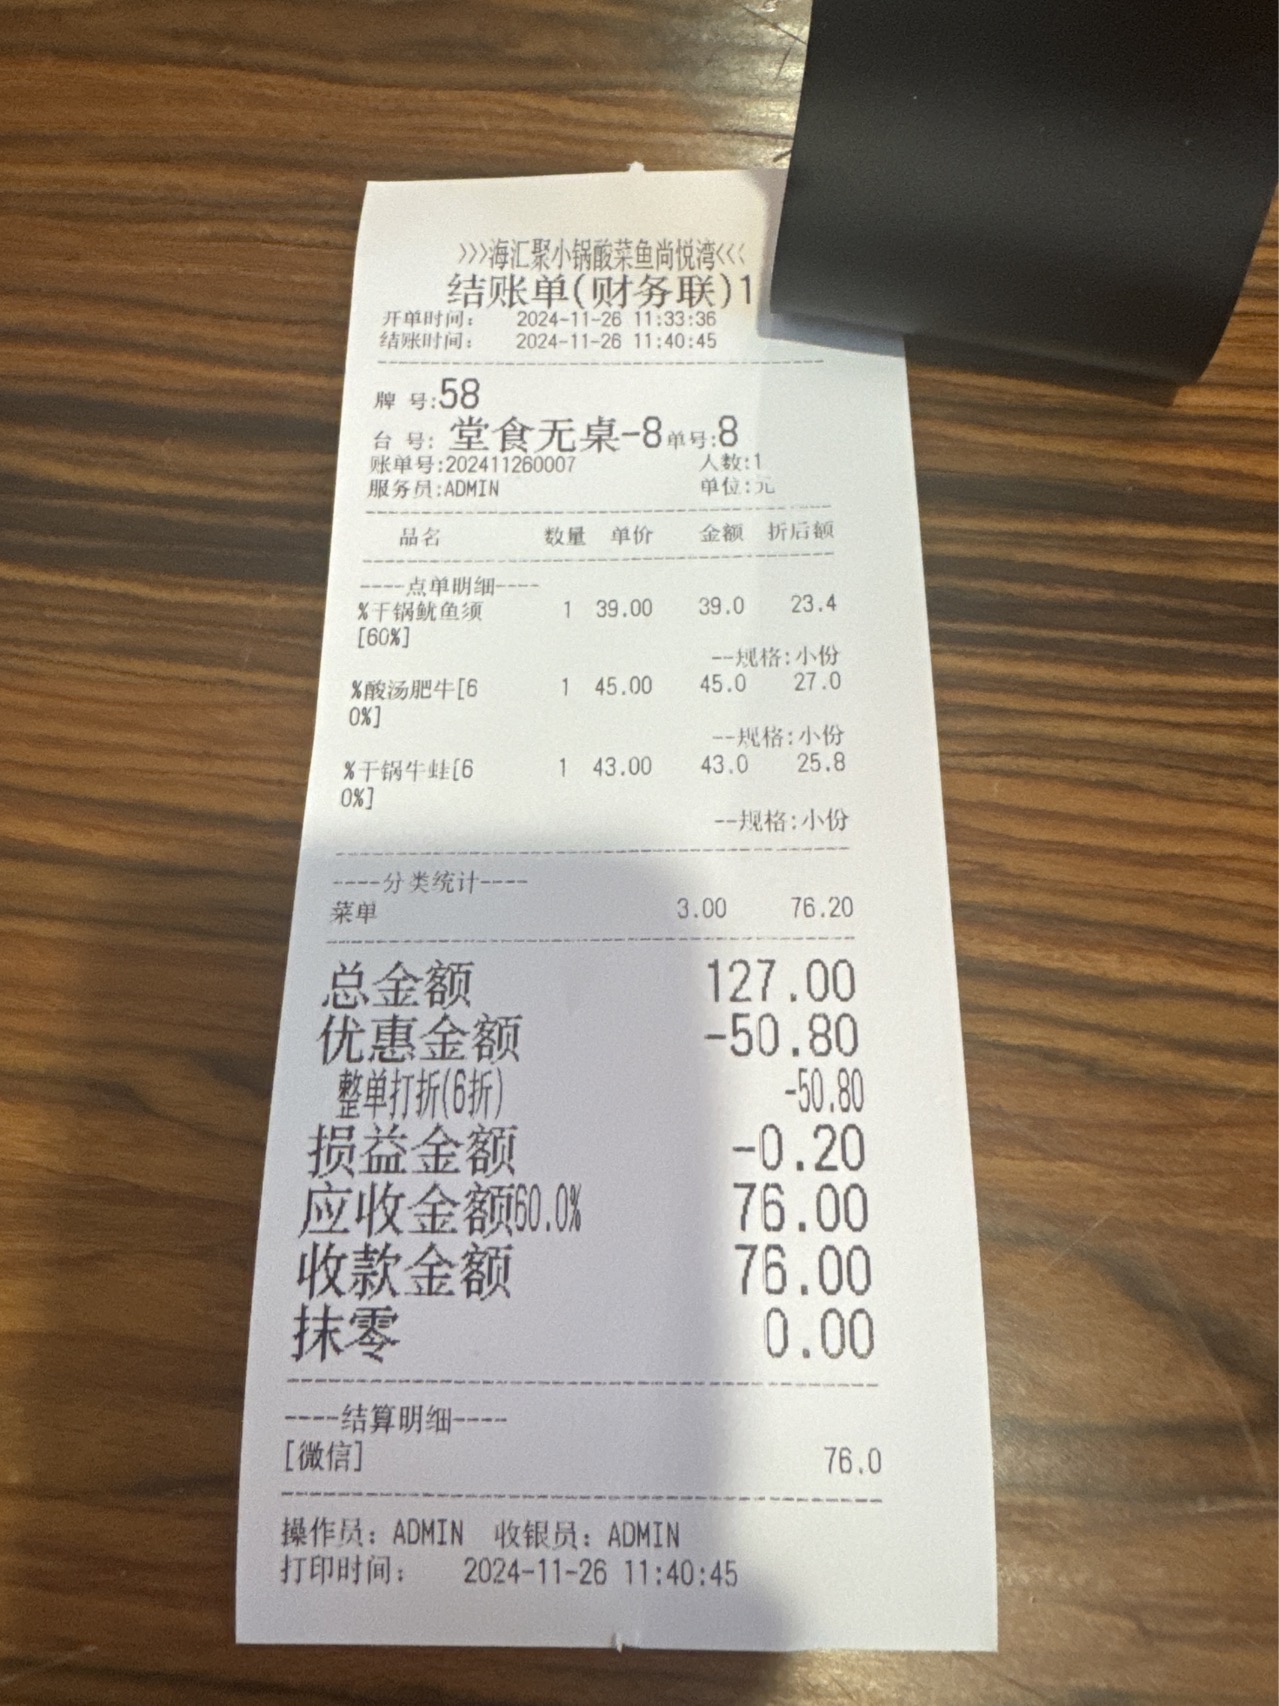 >>>海汇聚小锅酸菜鱼尚悦湾<<<
结账单(财务联)1
开单时间: 2024-11-26 11:33:36
结账时间: 2024-11-26 11:40:45
牌 号:58
台 号: 堂食无桌-8单号:8
账单号:202411260007 人数:1
服务员:ADMIN 单位:元
品名 数量 单价 金额 折后额
----点单明细----
%干锅鱿鱼须 1 39.00 39.0 23.4
[60%]
--规格:小份
%酸汤肥牛[6 1 45.00 45.0 27.0
0%]
--规格:小份
%干锅牛蛙[6 1 43.00 43.0 25.8
0%]
--规格:小份
----分类统计----
菜单 3.00 76.20
总金额 127.00
优惠金额 -50.80
整单打折(6折) -50.80
损益金额 -0.20
应收金额60.0% 76.00
收款金额 76.00
抹零 0.00
----结算明细----
[微信] 76.0
操作员: ADMIN 收银员: ADMIN
打印时间: 2024-11-26 11:40:45